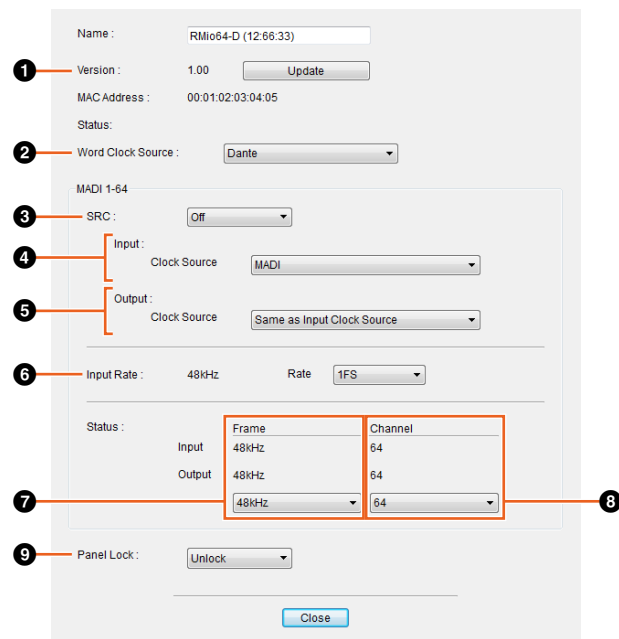 Name :
RMio64-D (12:66:33)
1
Version :
1.00
Update
MAC Address :
00:01:02:03:04:05
Status:
2
Word Clock Source :
Dante
MADI 1-64
3
SRC :
Off
4
Input :
Clock Source
MADI
5
Output :
Clock Source
Same as Input Clock Source
6
Input Rate :
48kHz
Rate
1FS
Status :
Frame
Channel
Input
48kHz
64
Output
48kHz
64
7
48kHz
64
8
9
Panel Lock :
Unlock
Close